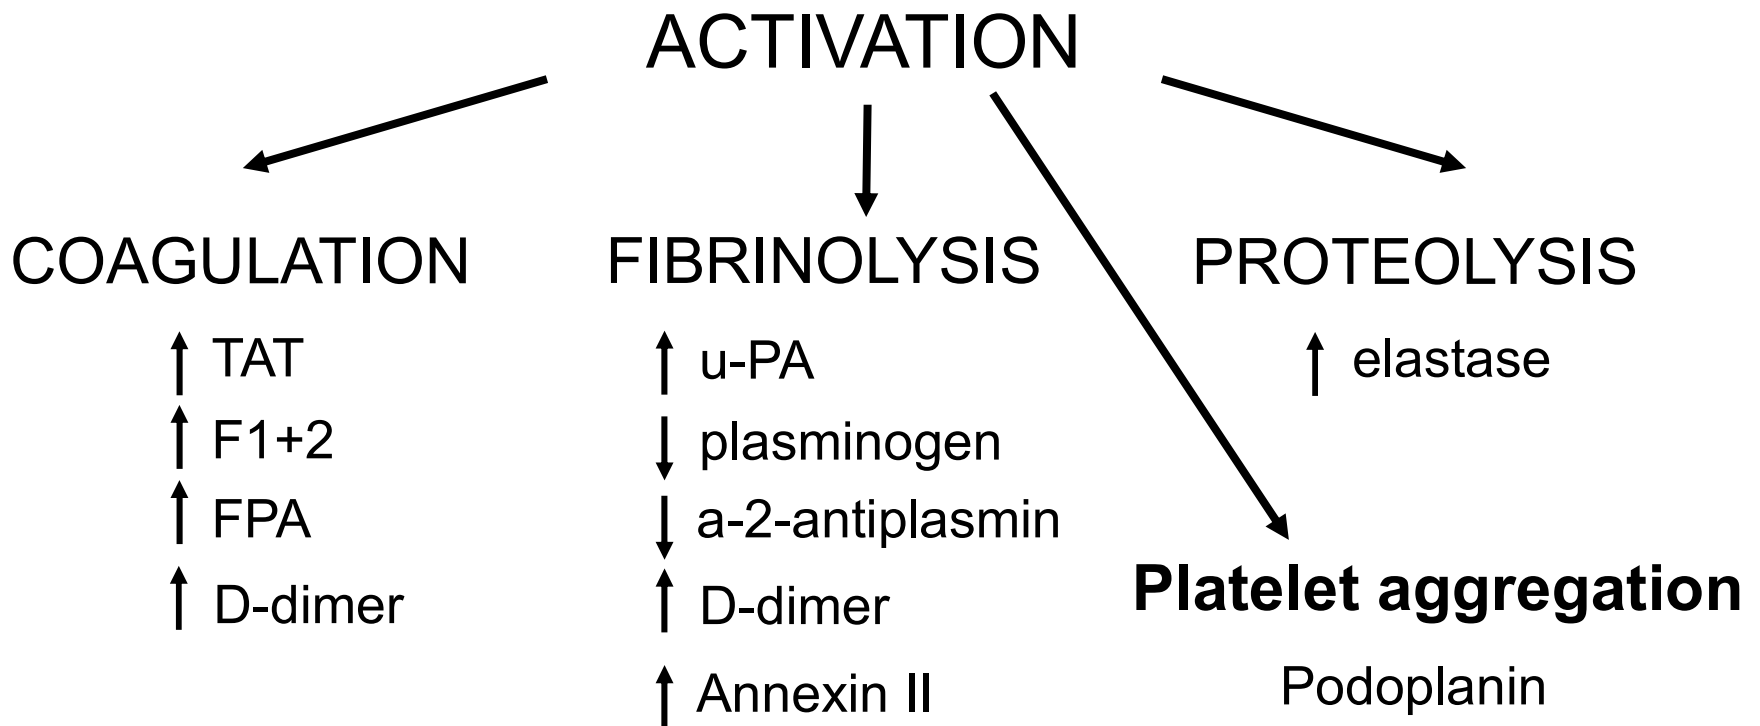 ACTIVATION
COAGULATION
TAT
F1+2
FPA
D-dimer
FIBRINOLYSIS
u-PA
plasminogen
a-2-antiplasmin
D-dimer
Annexin II
PROTEOLYSIS
elastase
Platelet aggregation
Podoplanin